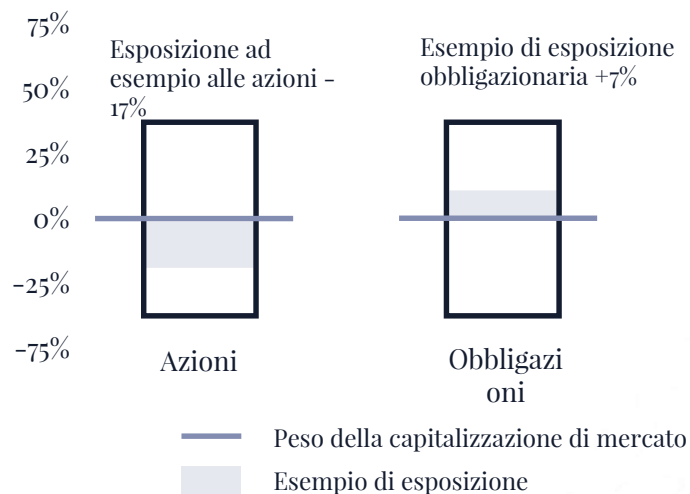 75%
Esposizione ad
esempio alle azioni -
17%
Esempio di esposizione
obbligazionaria +7%
50%
25%
0%
-25%
-75%
Azioni
Obbligazi
oni
Peso della capitalizzazione di mercato
Esempio di esposizione